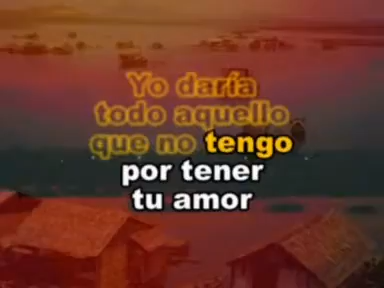 Yo daría
todo aquello
que no tengo
por tener
tu amor